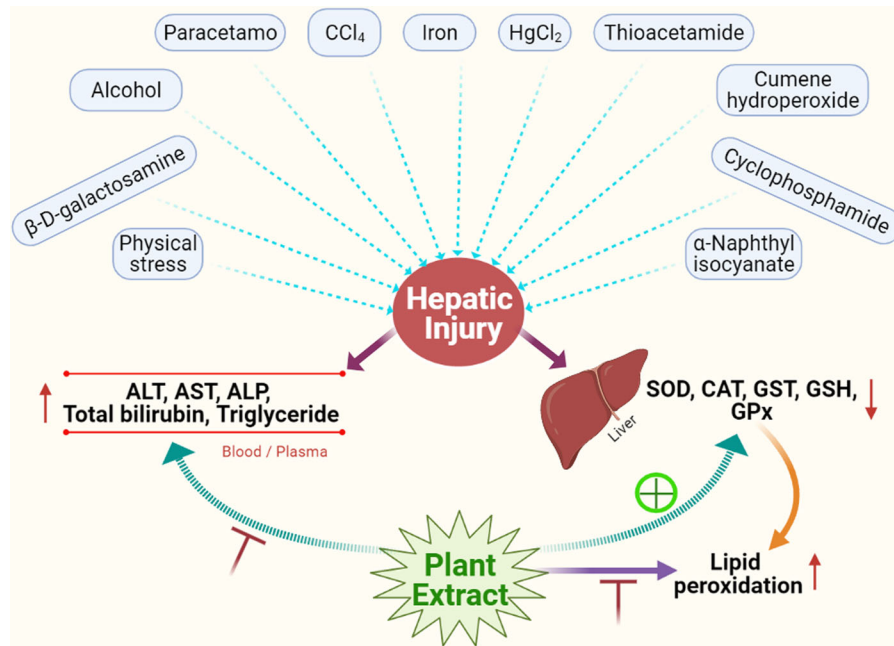 Paracetamo
CCl₄
Iron
HgCl₂
Thioacetamide
Alcohol
Cumene
hydroperoxide
β-D-galactosamine
Cyclophosphamide
Physical
stress
α-Naphthyl
isocyanate
Hepatic
Injury
ALT, AST, ALP,
Total bilirubin, Triglyceride
Blood / Plasma
Liver
SOD, CAT, GST, GSH,
GPx
Plant
Extract
Lipid
peroxidation